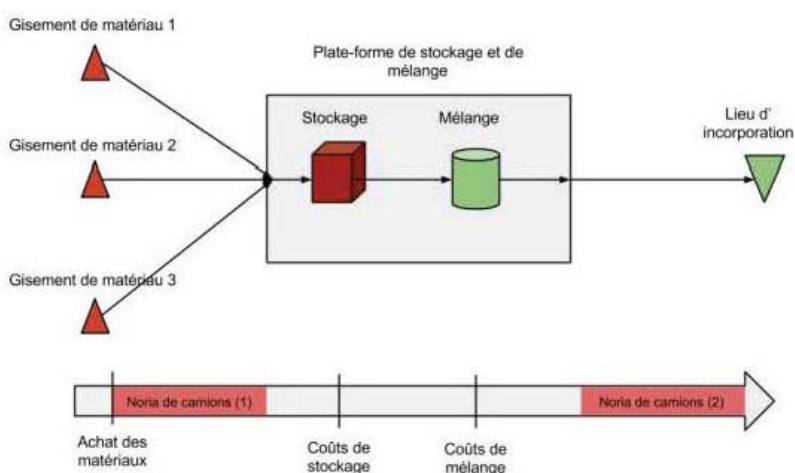 Gisement de matériau 1
Plate-forme de stockage et de
mélange
Stockage
Mélange
Lieu d'
incorporation
Gisement de matériau 2
Gisement de matériau 3
Noria de camions (1)
Noria de camions (2)
Achat des
matériaux
Coûts de
stockage
Coûts de
mélange